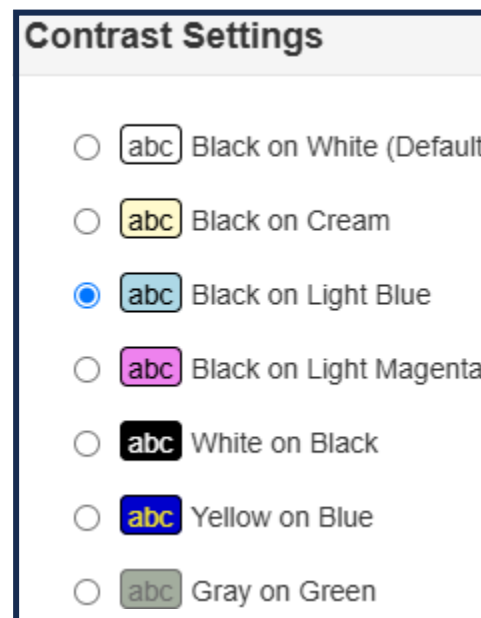 Contrast Settings
abc Black on White (Default
abc Black on Cream
abc Black on Light Blue
abc Black on Light Magenta
abc White on Black
abc Yellow on Blue
abc Gray on Green